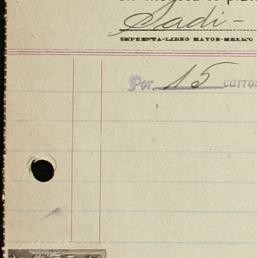 Sadi-
IMPRENTA-LIBRO MAYOR-MEXICO
Por 15 carros